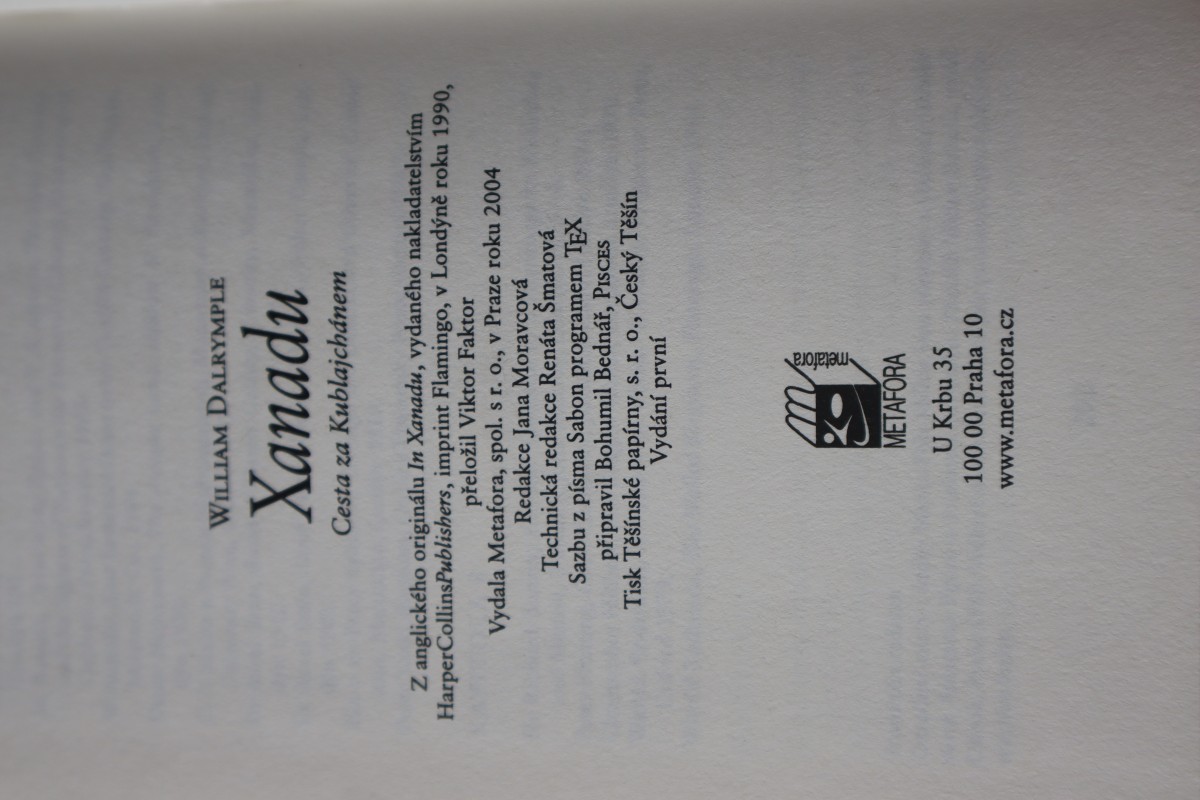 WILLIAM DALRYMPLE
Xanadu
Cesta za Kublajchánem
Z anglického originálu In Xanadu, vydaného nakladatelstvím
HarperCollinsPublishers, imprint Flamingo, v Londýně roku 1990,
přeložil Viktor Faktor
Vydala Metafora, spol. s r. o., v Praze roku 2004
Redakce Jana Moravcová
Technická redakce Renáta Šmatová
Sazbu z písma Sabon programem TEX
připravil Bohumil Bednář, PISCES
Tisk Těšínské papírny, s. r. o., Český Těšín
Vydání první
metafora
METAFORA
U Krbu 35
100 00 Praha 10
www.metafora.cz